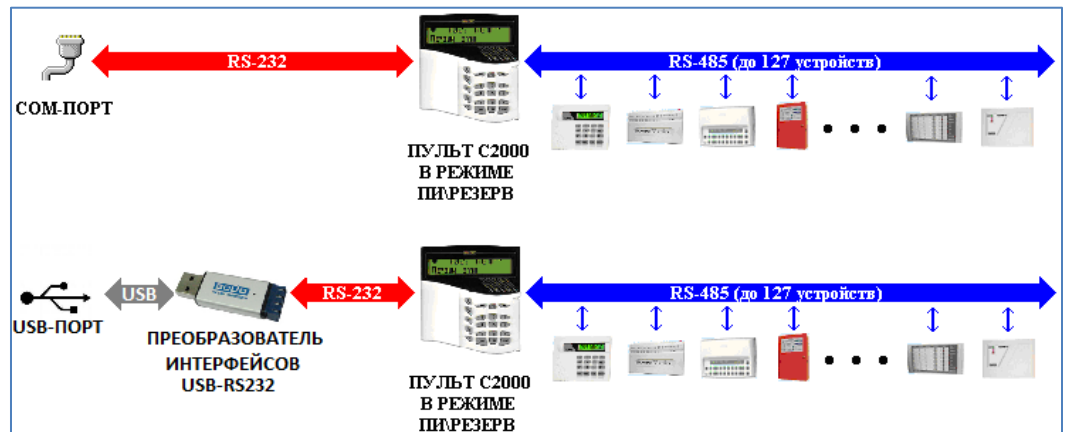 RS-232
RS-485 (до 127 устройств)
COM-ПОРТ
ПУЛЬТ С2000
В РЕЖИМЕ
ПИ\РЕЗЕРВ
USB
RS-232
RS-485 (до 127 устройств)
USB-ПОРТ
ПРЕОБРАЗОВАТЕЛЬ
ИНТЕРФЕЙСОВ
USB-RS232
ПУЛЬТ С2000
В РЕЖИМЕ
ПИ\РЕЗЕРВ